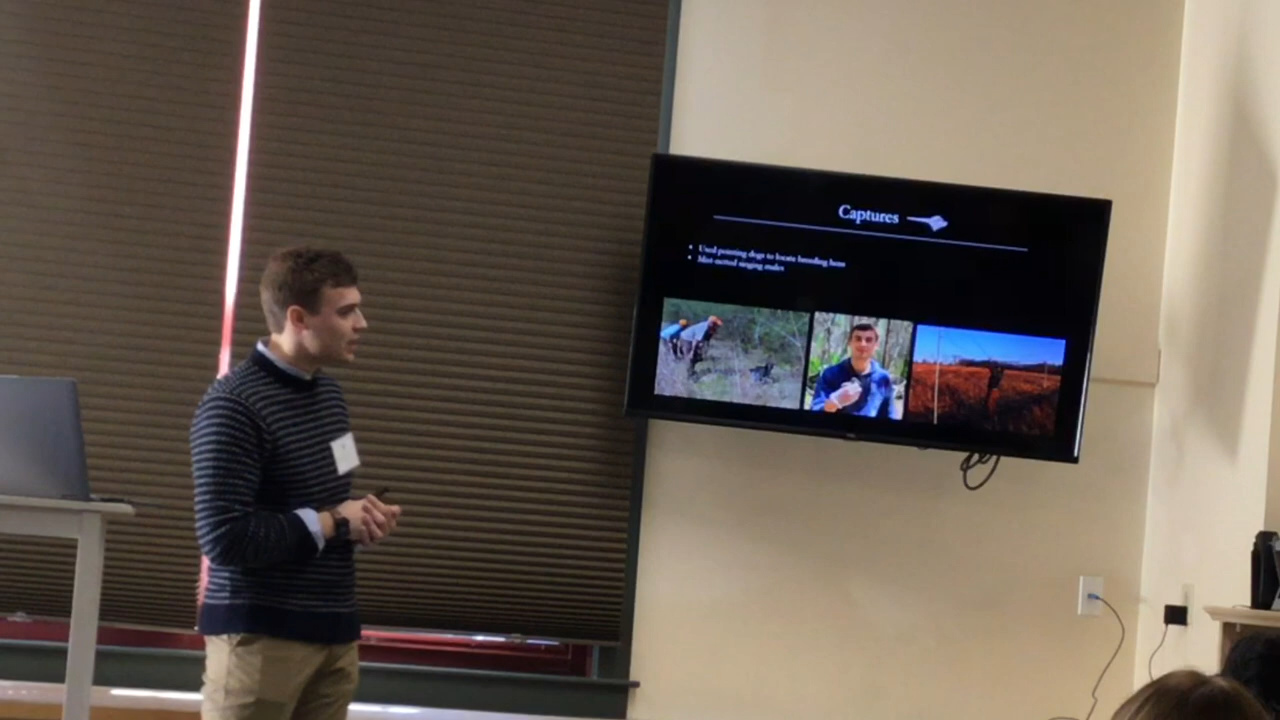 Captures
• Used pointing dogs to locate breeding hens
• Mist-netted singing males